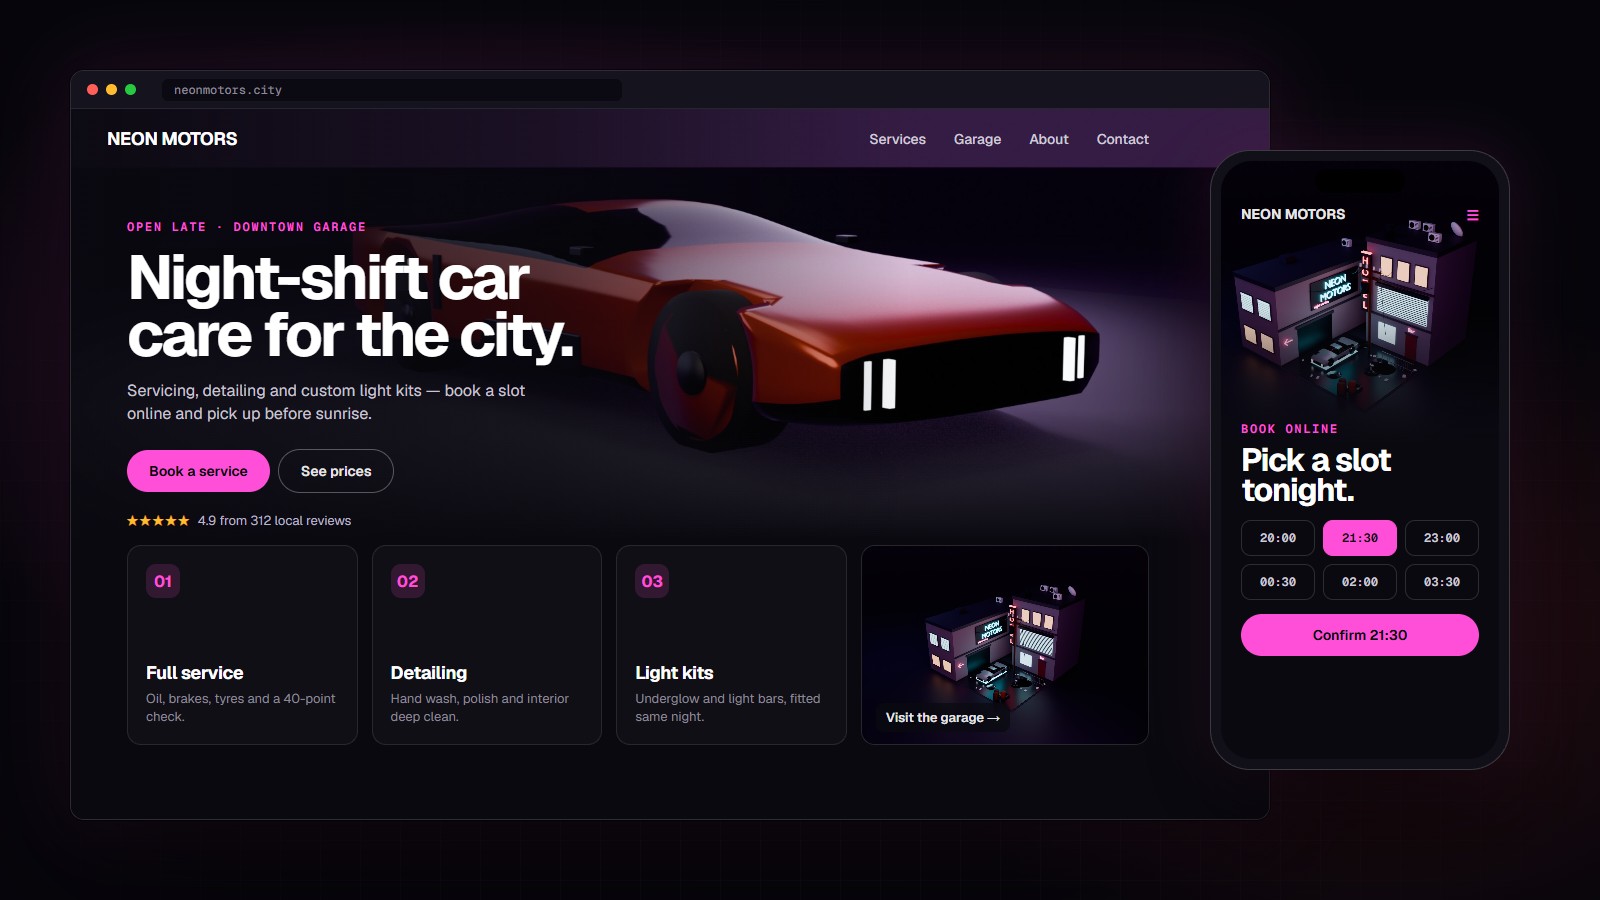 neonmotors.city
NEON MOTORS
Services Garage About Contact
OPEN LATE · DOWNTOWN GARAGE
Night-shift car
care for the city.
Servicing, detailing and custom light kits — book a slot
online and pick up before sunrise.
Book a service See prices
★★★★★ 4.9 from 312 local reviews
01
Full service
Oil, brakes, tyres and a 40-point
check.
02
Detailing
Hand wash, polish and interior
deep clean.
03
Light kits
Underglow and light bars, fitted
same night.
NEON
MOTORS
Visit the garage →
NEON MOTORS
NEON
MOTORS
BOOK ONLINE
Pick a slot
tonight.
20:00 21:30 23:00
00:30 02:00 03:30
Confirm 21:30